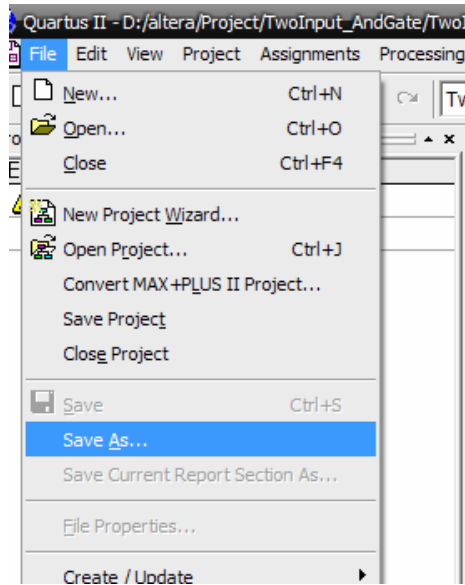 Quartus II - D:/altera/Project/TwoInput_AndGate/Two
File Edit View Project Assignments Processing
New... Ctrl+N
Open... Ctrl+O
Close Ctrl+F4
New Project Wizard...
Open Project... Ctrl+J
Convert MAX+PLUS II Project...
Save Project
Close Project
Save Ctrl+S
Save As...
Save Current Report Section As...
File Properties...
Create / Update